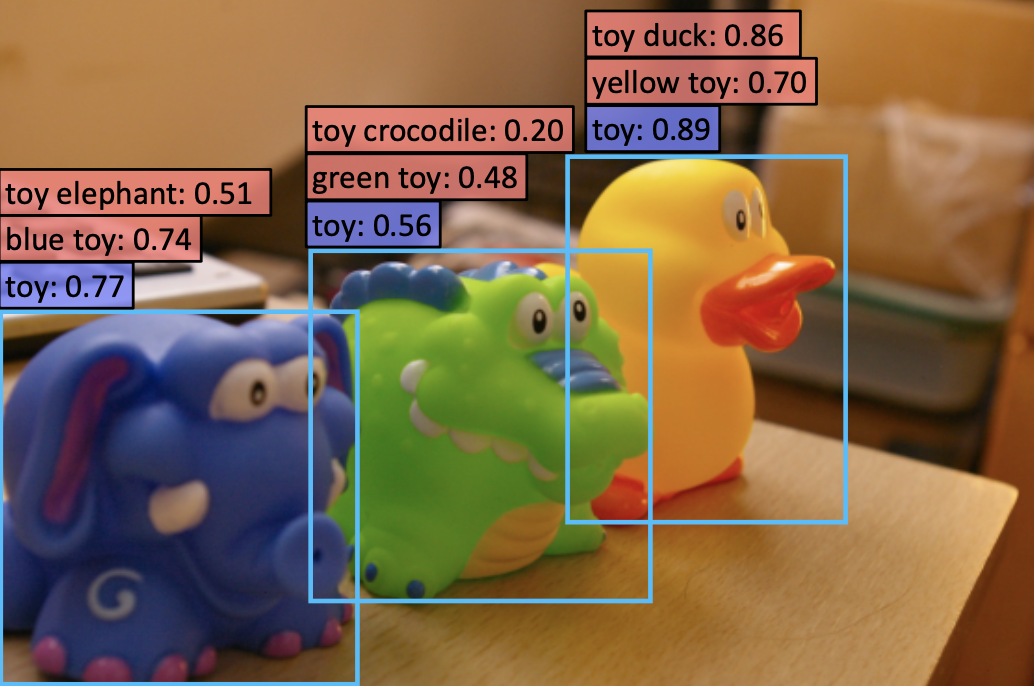 toy duck: 0.86
yellow toy: 0.70
toy: 0.89
toy crocodile: 0.20
green toy: 0.48
toy: 0.56
toy elephant: 0.51
blue toy: 0.74
toy: 0.77